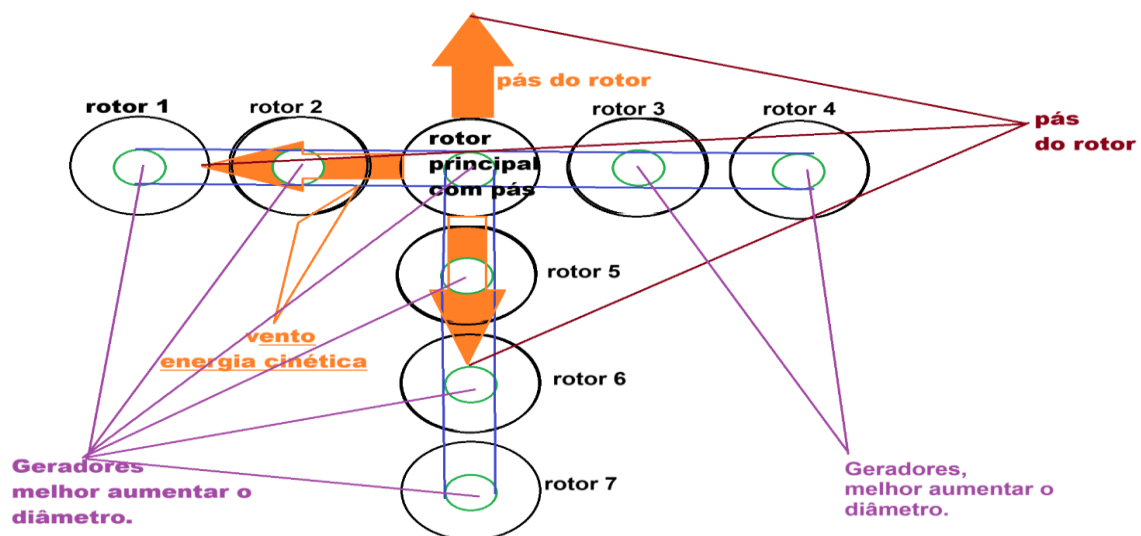 pás do rotor
rotor 1
rotor 2
rotor 3
rotor 4
rotor
principal
com pás
pás
do rotor
rotor 5
vento
energia cinética
rotor 6
Geradores
melhor aumentar o
diâmetro.
rotor 7
Geradores,
melhor aumentar o
diâmetro.